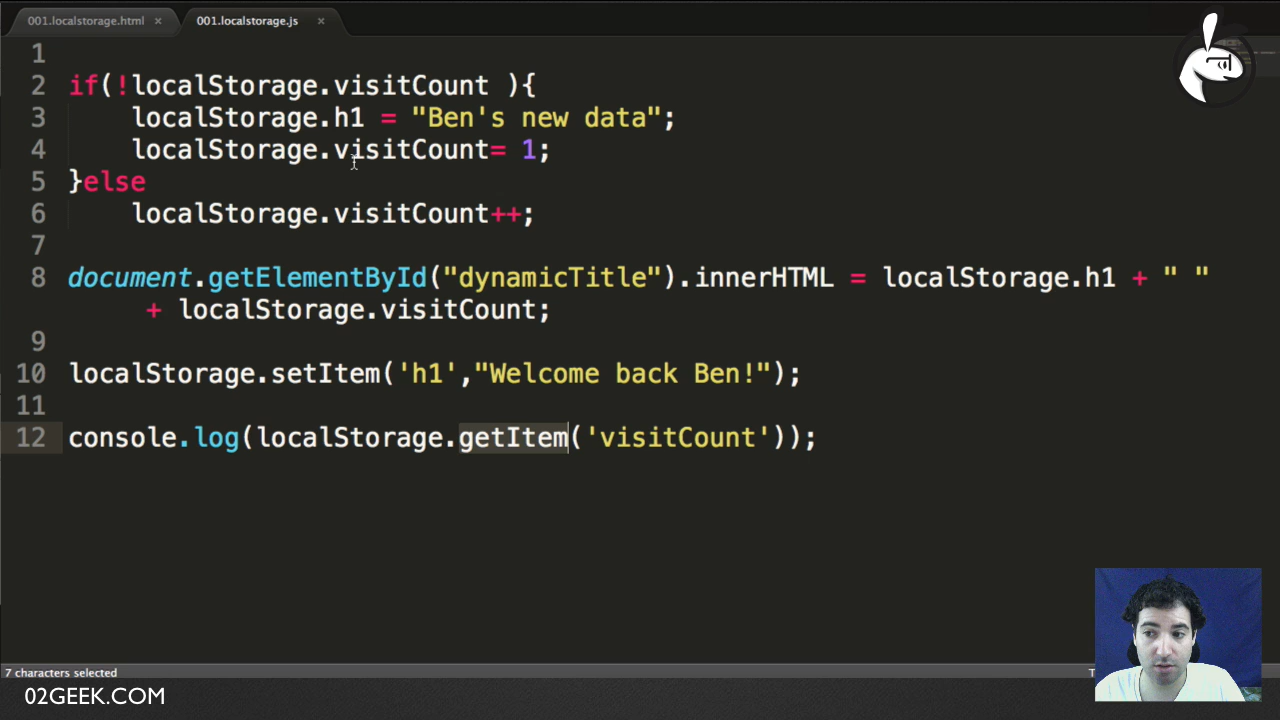 001.localstorage.html ×
001.localstorage.js ×
1
2 if(!localStorage.visitCount ){
3 localStorage.h1 = "Ben's new data";
4 localStorage.visitCount= 1;
5 }else
6 localStorage.visitCount++;
7
8 document.getElementById("dynamicTitle").innerHTML = localStorage.h1 + " "
+ localStorage.visitCount;
9
10 localStorage.setItem('h1',"Welcome back Ben!");
11
12 console.log(localStorage.getItem('visitCount'));
7 characters selected
02GEEK.COM